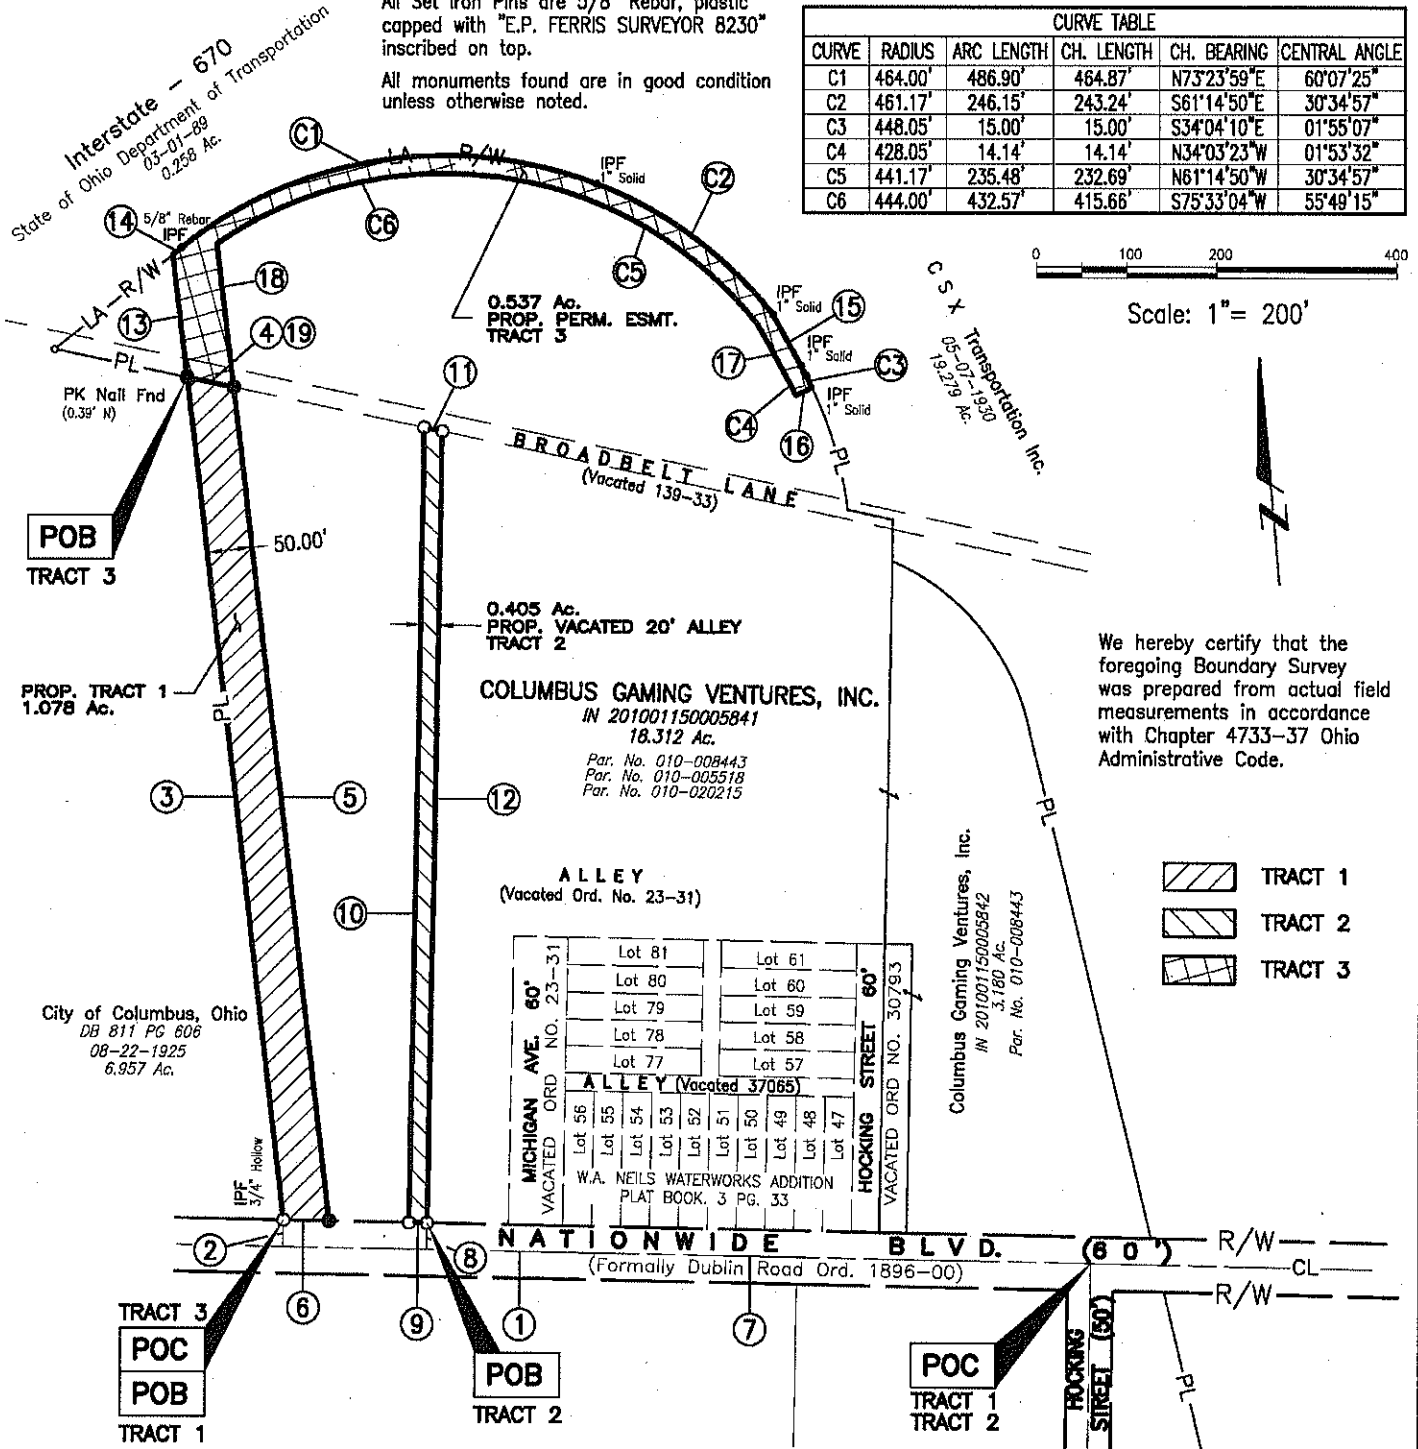 All Set Iron Pins are 5/8" Rebar, plastic
capped with "E.P. FERRIS SURVEYOR 8230"
inscribed on top.
All monuments found are in good condition
unless otherwise noted.
CURVE TABLE
CURVE RADIUS ARC LENGTH CH. LENGTH CH. BEARING CENTRAL ANGLE
C1 464.00' 486.90' 464.87' N73°23'59"E 60°07'25"
C2 461.17' 246.15' 243.24' S61°14'50"E 30°34'57"
C3 448.05' 15.00' 15.00' S34°04'10"E 01°55'07"
C4 428.05' 14.14' 14.14' N34°03'23"W 01°53'32"
C5 441.17' 235.48' 232.69' N61°14'50"W 30°34'57"
C6 444.00' 432.57' 415.66' S75°33'04"W 55°49'15"
Interstate - 670
State of Ohio Department of Transportation
03-01-89
0.258 Ac.
C1
LA R/W
IPF
1" Solid
C2
C6
C5
14
5/8" Rebar
IPF
LA-R/W
18
13
4 19
PL
PK Nail Fnd
(0.39' N)
0.537 Ac.
PROP. PERM. ESMT.
TRACT 3
IPF
1" Solid
15
IPF
1" Solid
17
C3
IPF
1" Solid
C4
16
CSX Transportation Inc.
05-07-1930
19.279 Ac.
PL
0 100 200 400
Scale: 1"= 200'
N
11
BROADBELT LANE
(Vacated 139-33)
POB
TRACT 3
50.00'
0.405 Ac.
PROP. VACATED 20' ALLEY
TRACT 2
PROP. TRACT 1
1.078 Ac.
PL
COLUMBUS GAMING VENTURES, INC.
IN 201001150005841
18.312 Ac.
Par. No. 010-008443
Par. No. 010-005518
Par. No. 010-020215
We hereby certify that the
foregoing Boundary Survey
was prepared from actual field
measurements in accordance
with Chapter 4733-37 Ohio
Administrative Code.
3
5
12
10
PL
ALLEY
(Vacated Ord. No. 23-31)
TRACT 1
TRACT 2
TRACT 3
Columbus Gaming Ventures, Inc.
IN 201001150005842
3.180 Ac.
Par. No. 010-008443
City of Columbus, Ohio
DB 811 PG 606
08-22-1925
6.957 Ac.
MICHIGAN AVE. 60'
VACATED ORD NO. 23-31
Lot 81 Lot 61
Lot 80 Lot 60
Lot 79 Lot 59
Lot 78 Lot 58
Lot 77 Lot 57
ALLEY (Vacated 37065)
Lot 56 Lot 55 Lot 54 Lot 53 Lot 52 Lot 51 Lot 50 Lot 49 Lot 48 Lot 47
W.A. NEILS WATERWORKS ADDITION
PLAT BOOK. 3 PG. 33
HOCKING STREET 60'
VACATED ORD NO. 30793
IPF
3/4" Hollow
2
8
NATIONWIDE BLVD. (60')
(Formally Dublin Road Ord. 1896-00)
R/W
CL
R/W
6
9
1
7
TRACT 3
POC
POB
TRACT 1
POB
TRACT 2
POC
TRACT 1
TRACT 2
HOCKING
STREET (50')
PL